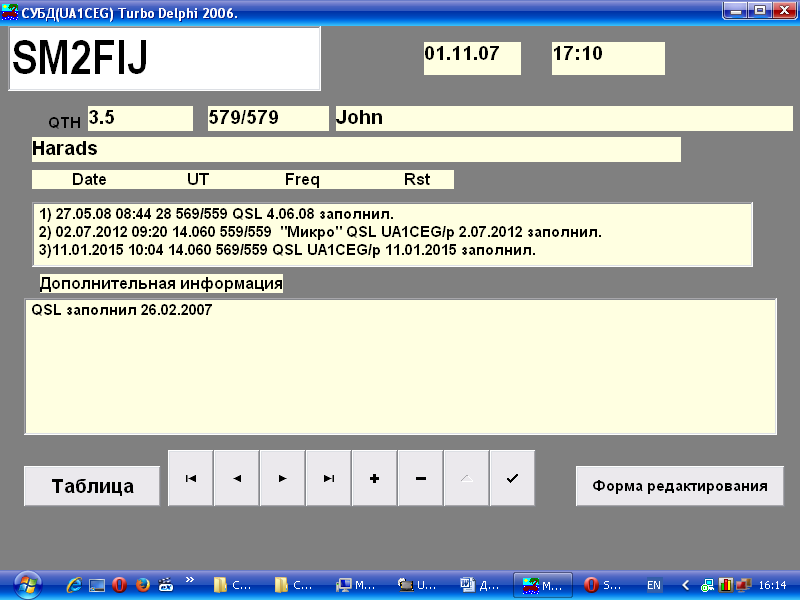 СУБД(UA1CEG) Turbo Delphi 2006.
SM2FIJ
01.11.07 17:10
QTH 3.5 579/579 John
Harads
Date UT Freq Rst
1) 27.05.08 08:44 28 569/559 QSL 4.06.08 заполнил.
2) 02.07.2012 09:20 14.060 559/559 "Микро" QSL UA1CEG/p 2.07.2012 заполнил.
3)11.01.2015 10:04 14.060 569/559 QSL UA1CEG/p 11.01.2015 заполнил.
Дополнительная информация
QSL заполнил 26.02.2007
Таблица
Форма редактирования
С... С... М... U... Д... М... S... EN 16:14